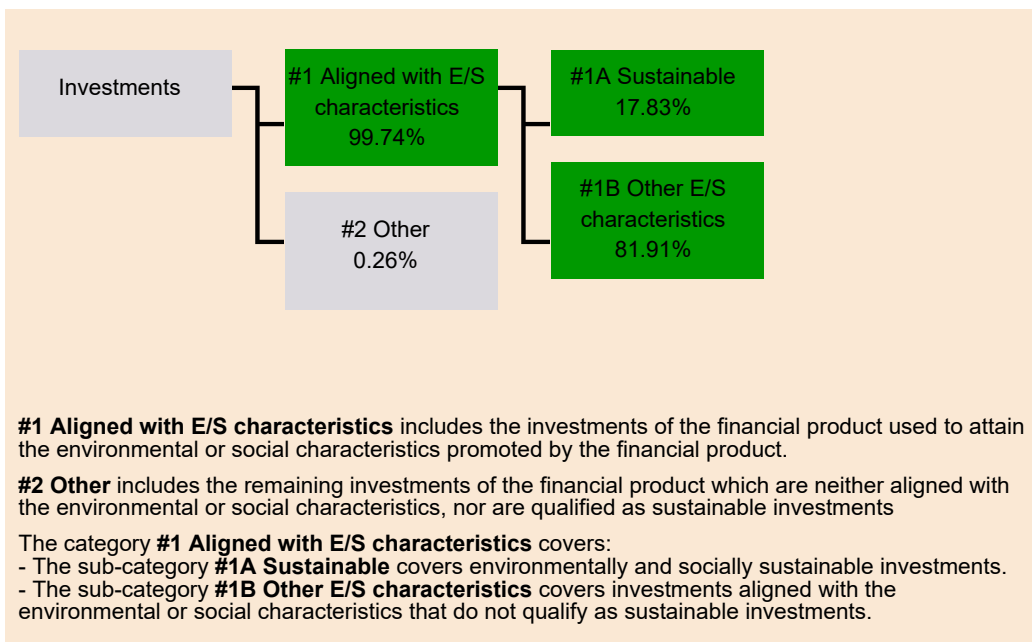 Investments
#1 Aligned with E/S
characteristics
99.74%
#1A Sustainable
17.83%
#1B Other E/S
characteristics
81.91%
#2 Other
0.26%
#1 Aligned with E/S characteristics includes the investments of the financial product used to attain
the environmental or social characteristics promoted by the financial product.
#2 Other includes the remaining investments of the financial product which are neither aligned with
the environmental or social characteristics, nor are qualified as sustainable investments
The category #1 Aligned with E/S characteristics covers:
- The sub-category #1A Sustainable covers environmentally and socially sustainable investments.
- The sub-category #1B Other E/S characteristics covers investments aligned with the
environmental or social characteristics that do not qualify as sustainable investments.